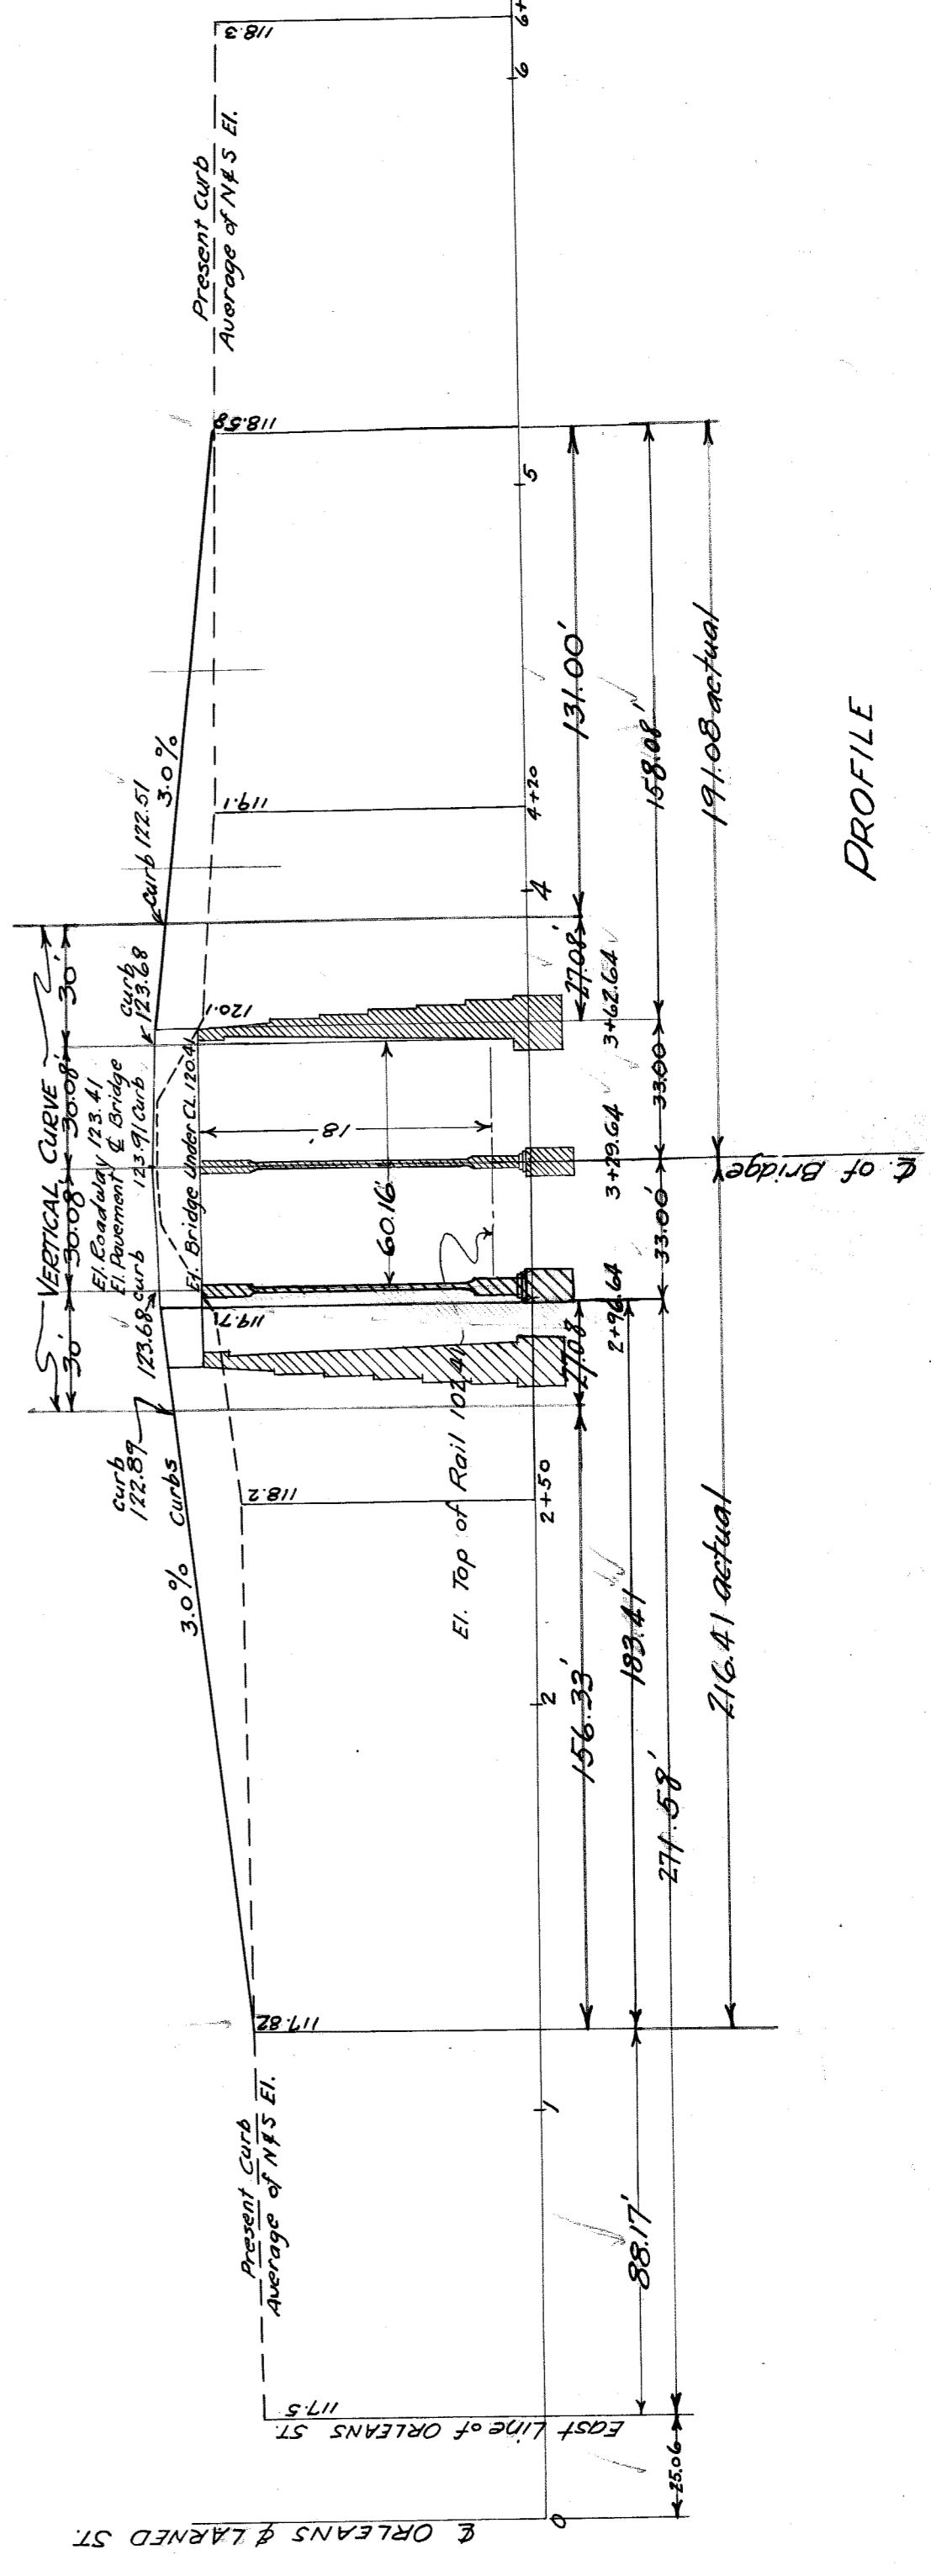 VERTICAL CURVE
30'
30.08'
30.08'
30'
curb
122.89
Curbs
3.0%
123.68 curb
El. Roadway 123.41
El. Pavement ℄ Bridge
123.91 Curb
curb
123.68
curb 122.51
3.0%
Present Curb
Average of N & S El.
Present Curb
Average of N & S El.
117.5
117.82
118.2
119.71
El. Bridge Under CL. 120.41
120.1
119.1
118.58
118.3
18'
60.16'
El. Top of Rail 102.41
℄ ORLEANS & LARNED ST.
East Line of ORLEANS ST.
0
1
2
2+50
4
4+20
5
6
6+
2+96.64
3+29.64
3+62.64
156.33'
27.08
27.08'
131.00'
88.17'
183.41
33.00'
33.00
158.08'
25.06
271.58'
216.41 actual
191.08 actual
℄ of Bridge
PROFILE